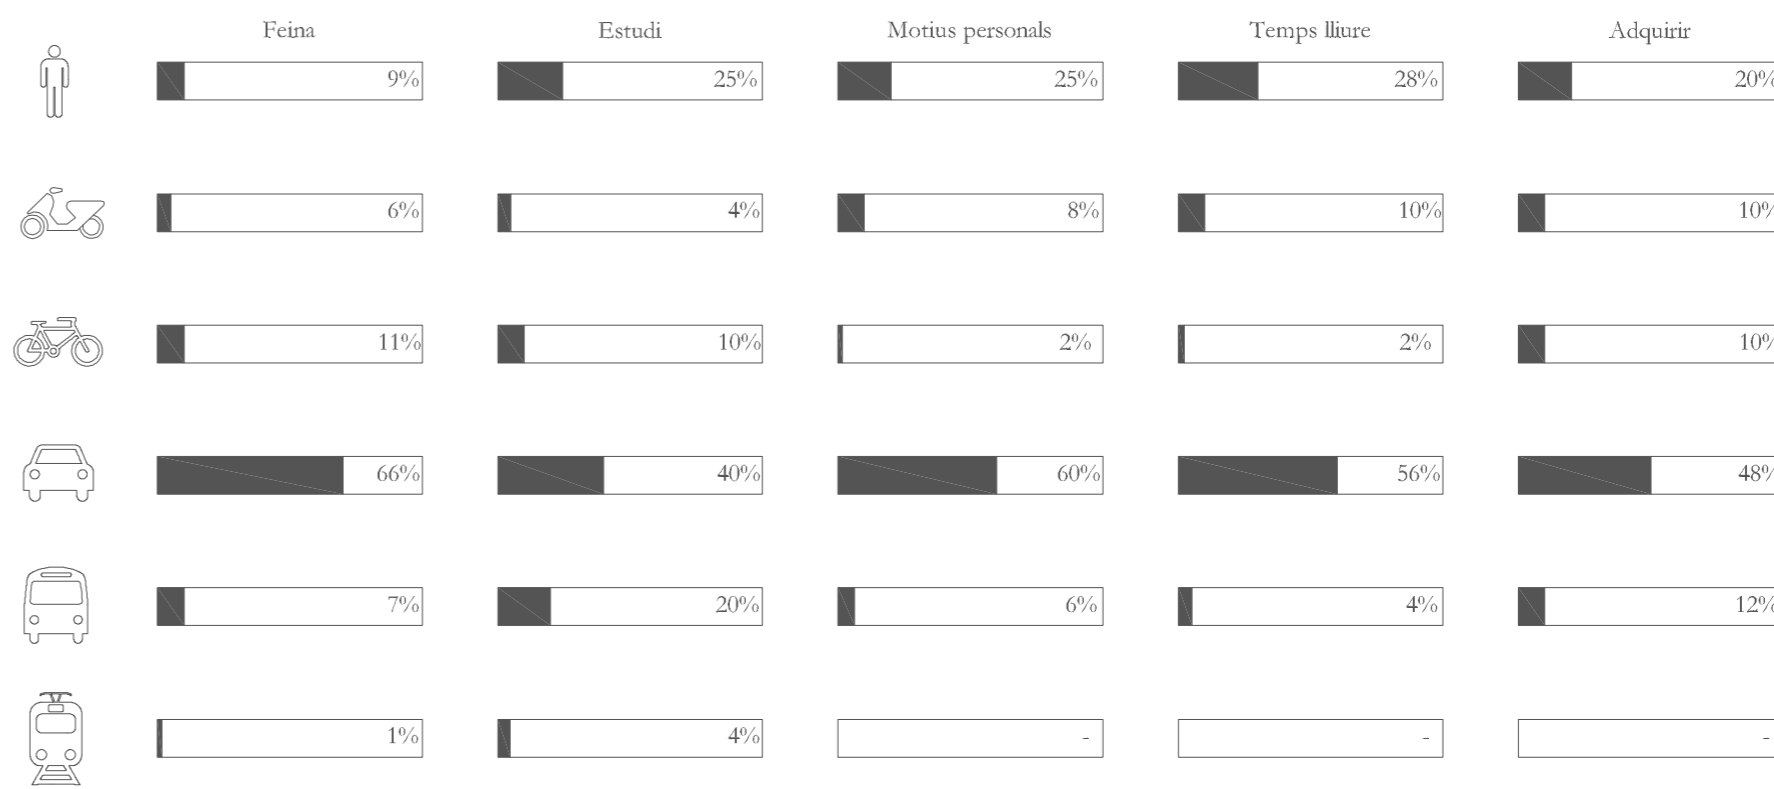 Feina Estudi Motius personals Temps lliure Adquirir
9% 25% 25% 28% 20%
6% 4% 8% 10% 10%
11% 10% 2% 2% 10%
66% 40% 60% 56% 48%
7% 20% 6% 4% 12%
1% 4% - - -